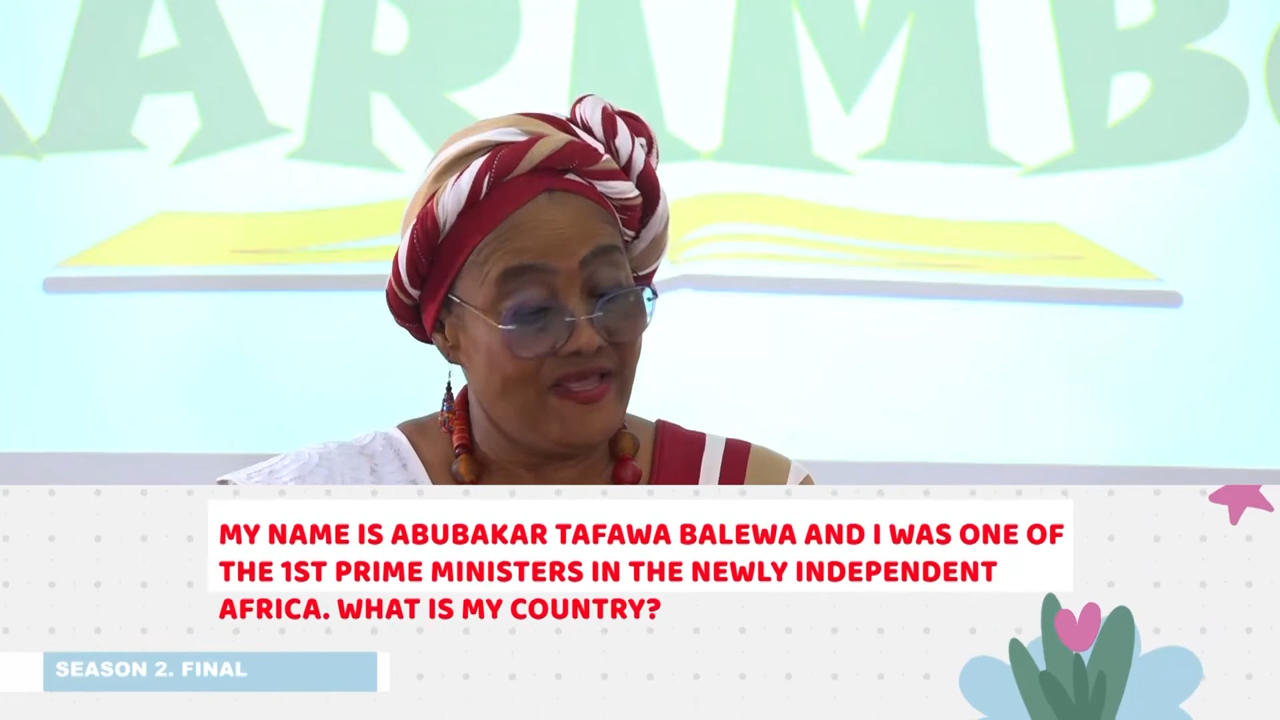 ARIMB
MY NAME IS ABUBAKAR TAFAWA BALEWA AND I WAS ONE OF
THE 1ST PRIME MINISTERS IN THE NEWLY INDEPENDENT
AFRICA. WHAT IS MY COUNTRY?
SEASON 2. FINAL